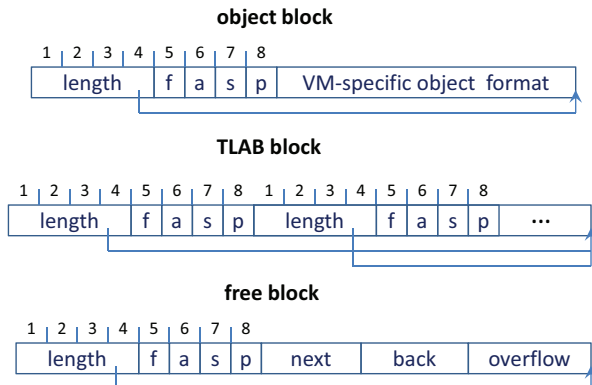 object block
1 2 3 4 5 6 7 8
length f a s p VM-specific object format
TLAB block
1 2 3 4 5 6 7 8 1 2 3 4 5 6 7 8
length f a s p length f a s p ...
free block
1 2 3 4 5 6 7 8
length f a s p next back overflow